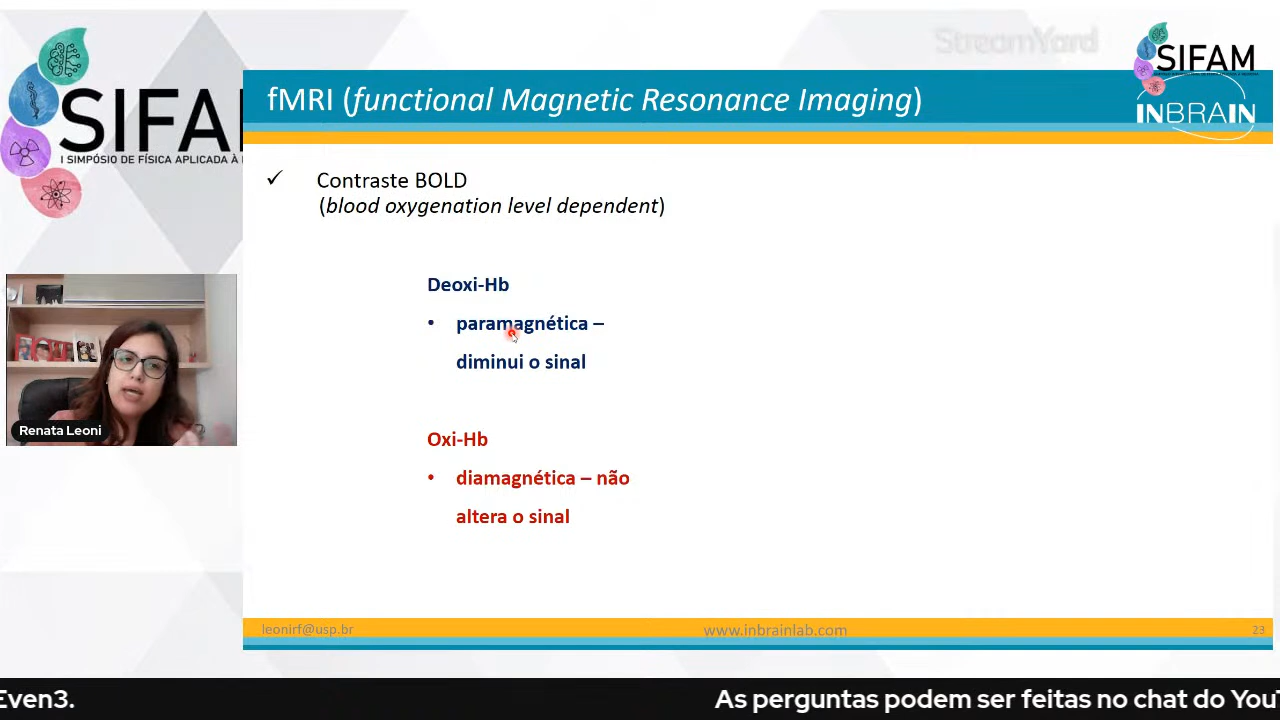 StreamYard
SIFAM
SIFA
I SIMPÓSIO DE FÍSICA APLICADA À
fMRI (functional Magnetic Resonance Imaging)
INBRAIN
✓ Contraste BOLD
(blood oxygenation level dependent)
Deoxi-Hb
• paramagnética –
diminui o sinal
Renata Leoni
Oxi-Hb
• diamagnética – não
altera o sinal
leonirf@usp.br
www.inbrainlab.com
23
Even3.
As perguntas podem ser feitas no chat do You